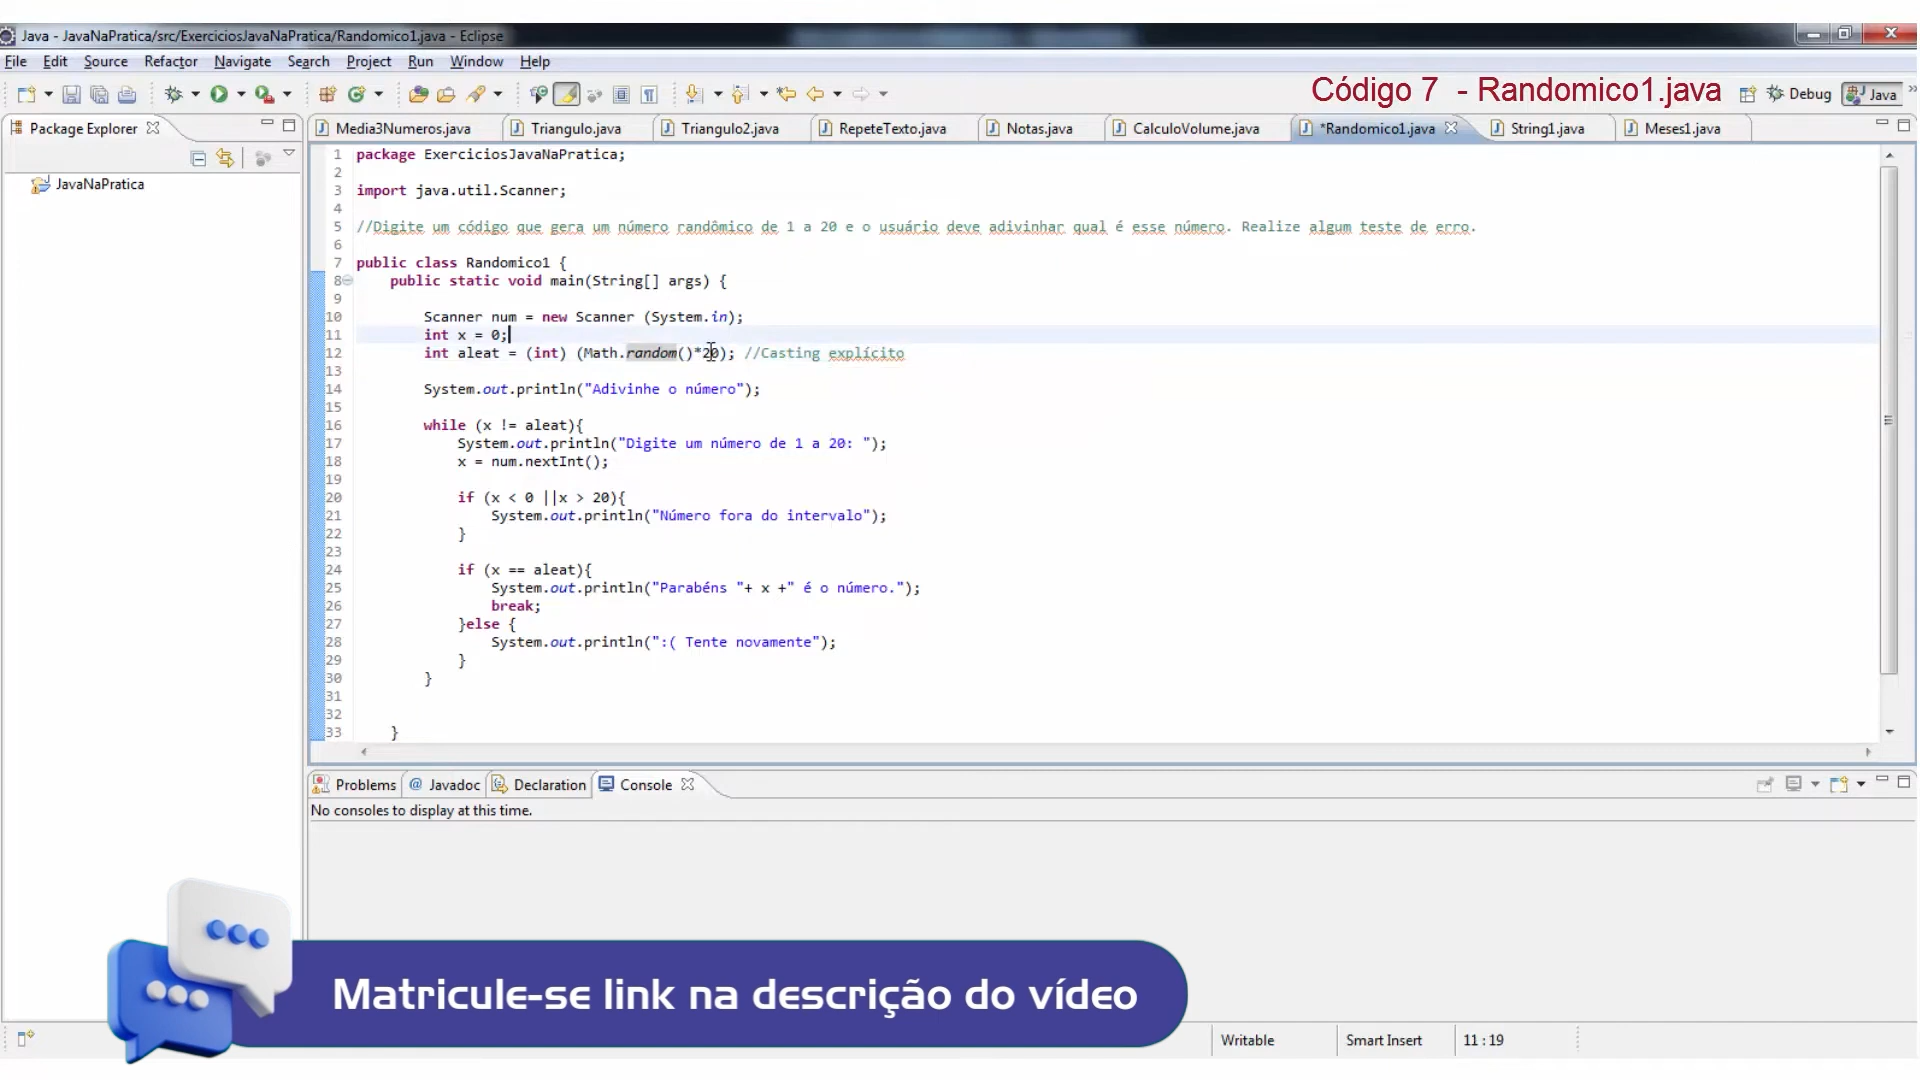 Java - JavaNaPratica/src/ExerciciosJavaNaPratica/Randomico1.java - Eclipse
File Edit Source Refactor Navigate Search Project Run Window Help
Código 7 - Randomico1.java
Debug Java
Package Explorer
Media3Numeros.java Triangulo.java Triangulo2.java RepeteTexto.java Notas.java CalculoVolume.java *Randomico1.java String1.java Meses1.java
JavaNaPratica
1 package ExerciciosJavaNaPratica;
2
3 import java.util.Scanner;
4
5 //Digite um código que gera um número randômico de 1 a 20 e o usuário deve adivinhar qual é esse número. Realize algum teste de erro.
6
7 public class Randomico1 {
8 public static void main(String[] args) {
9
10 Scanner num = new Scanner (System.in);
11 int x = 0;
12 int aleat = (int) (Math.random()*20); //Casting explícito
13
14 System.out.println("Adivinhe o número");
15
16 while (x != aleat){
17 System.out.println("Digite um número de 1 a 20: ");
18 x = num.nextInt();
19
20 if (x < 0 ||x > 20){
21 System.out.println("Número fora do intervalo");
22 }
23
24 if (x == aleat){
25 System.out.println("Parabéns "+ x +" é o número.");
26 break;
27 }else {
28 System.out.println(":( Tente novamente");
29 }
30 }
31
32
33 }
Problems @ Javadoc Declaration Console
No consoles to display at this time.
Matricule-se link na descrição do vídeo
Writable Smart Insert 11 : 19